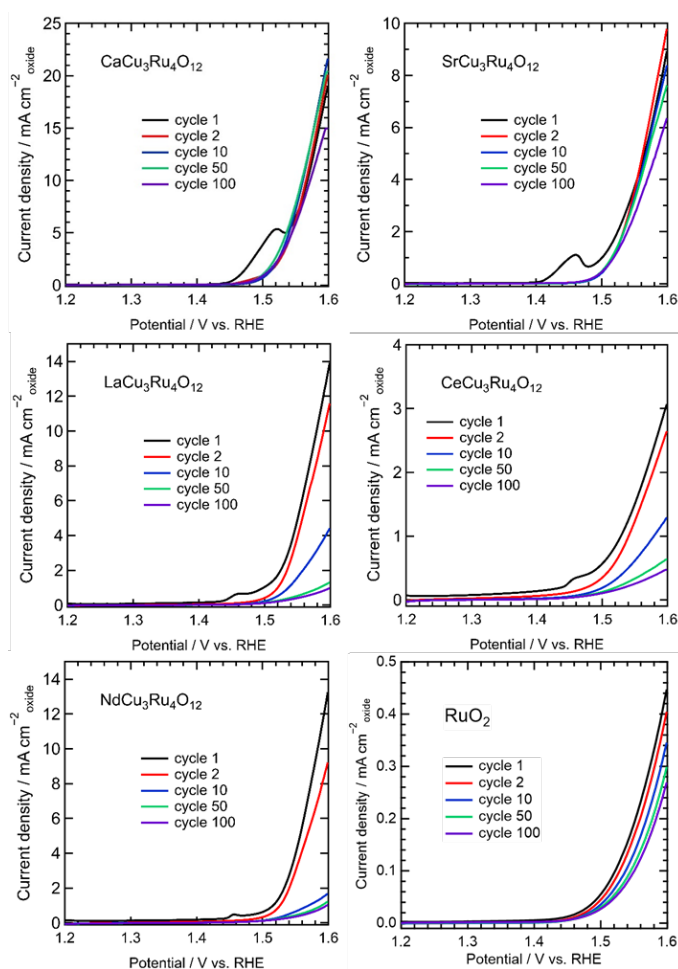 CaCu₃Ru₄O₁₂
cycle 1
cycle 2
cycle 10
cycle 50
cycle 100
Current density / mA cm⁻²oxide
25
20
15
10
5
0
1.2 1.3 1.4 1.5 1.6
Potential / V vs. RHE
SrCu₃Ru₄O₁₂
cycle 1
cycle 2
cycle 10
cycle 50
cycle 100
Current density / mA cm⁻²oxide
10
8
6
4
2
0
1.2 1.3 1.4 1.5 1.6
Potential / V vs. RHE
LaCu₃Ru₄O₁₂
cycle 1
cycle 2
cycle 10
cycle 50
cycle 100
Current density / mA cm⁻²oxide
14
12
10
8
6
4
2
0
1.2 1.3 1.4 1.5 1.6
Potential / V vs. RHE
CeCu₃Ru₄O₁₂
cycle 1
cycle 2
cycle 10
cycle 50
cycle 100
Current density / mA cm⁻²oxide
4
3
2
1
0
1.2 1.3 1.4 1.5 1.6
Potential / V vs. RHE
NdCu₃Ru₄O₁₂
cycle 1
cycle 2
cycle 10
cycle 50
cycle 100
Current density / mA cm⁻²oxide
14
12
10
8
6
4
2
0
1.2 1.3 1.4 1.5 1.6
Potential / V vs. RHE
RuO₂
cycle 1
cycle 2
cycle 10
cycle 50
cycle 100
Current density / mA cm⁻²oxide
0.5
0.4
0.3
0.2
0.1
0.0
1.2 1.3 1.4 1.5 1.6
Potential / V vs. RHE